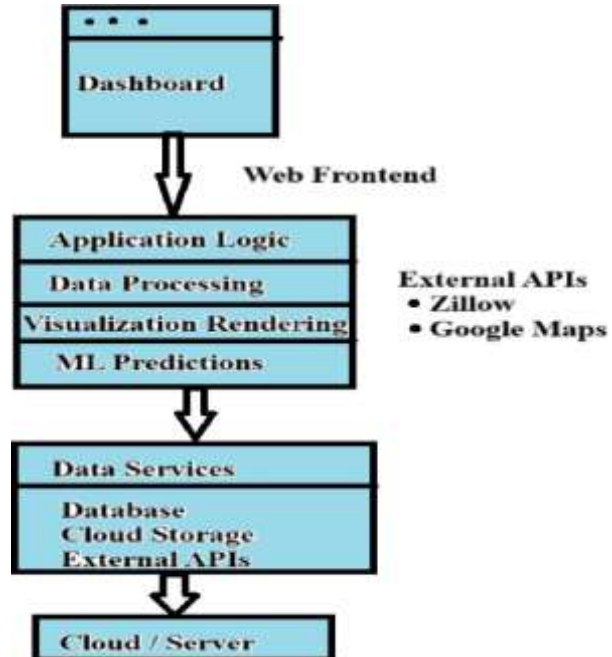 Dashboard
Web Frontend
Application Logic
Data Processing
Visualization Rendering
ML Predictions
External APIs
• Zillow
• Google Maps
Data Services
Database
Cloud Storage
External APIs
Cloud / Server